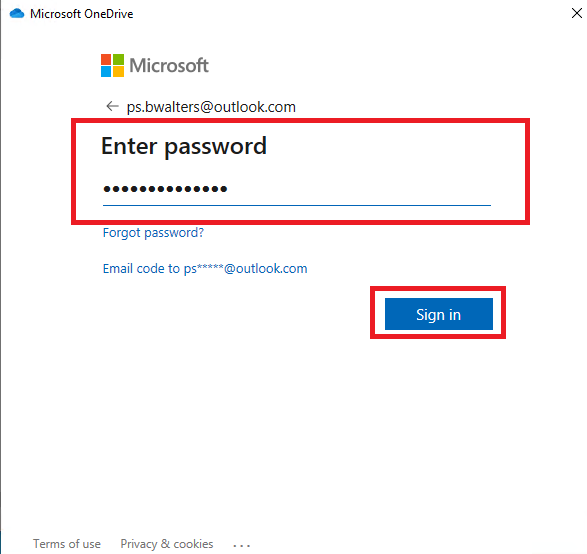 Microsoft OneDrive
Microsoft
ps.bwalters@outlook.com
Enter password
••••••••••••••
Forgot password?
Email code to ps*****@outlook.com
Sign in
Terms of use Privacy & cookies ...